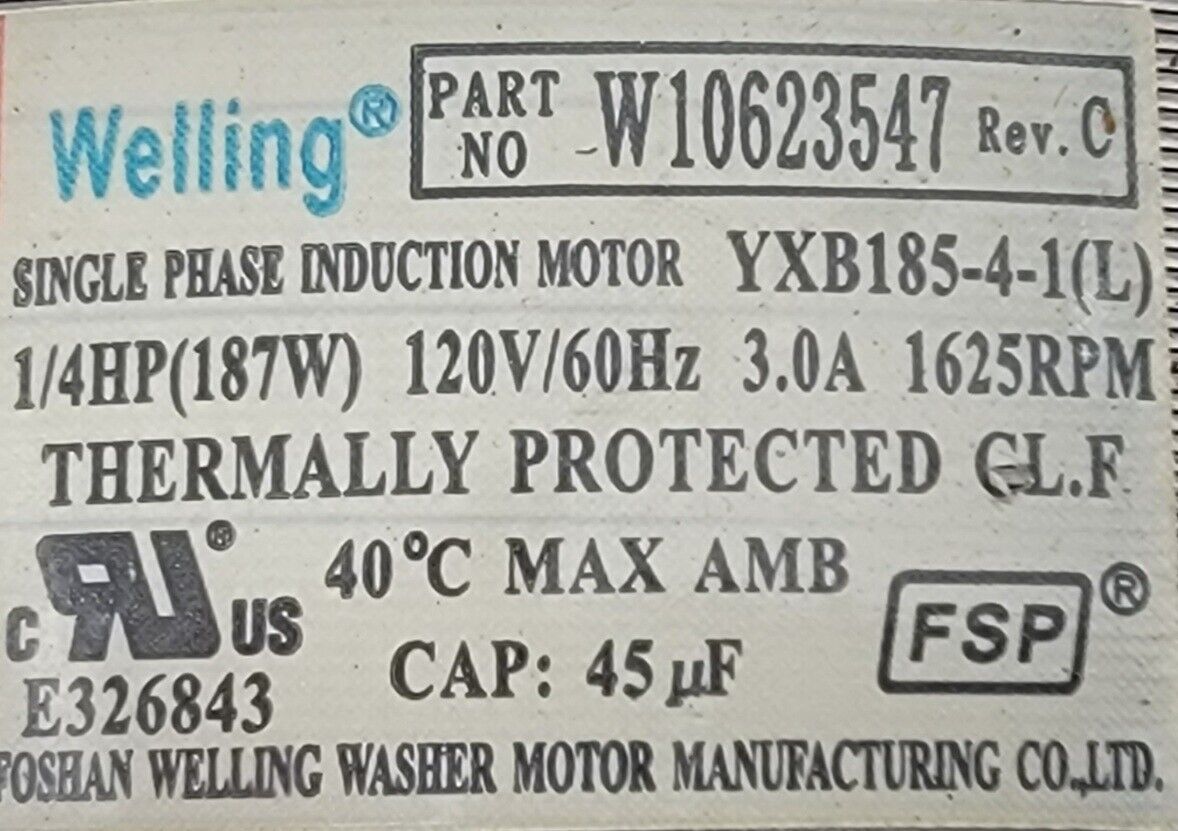 Welling®
PART NO W10623547 Rev. C
SINGLE PHASE INDUCTION MOTOR YXB185-4-1(L)
1/4HP(187W) 120V/60Hz 3.0A 1625RPM
THERMALLY PROTECTED CL.F
40°C MAX AMB
c RU® US
E326843
CAP: 45 μF
FSP®
FOSHAN WELLING WASHER MOTOR MANUFACTURING CO.,LTD.